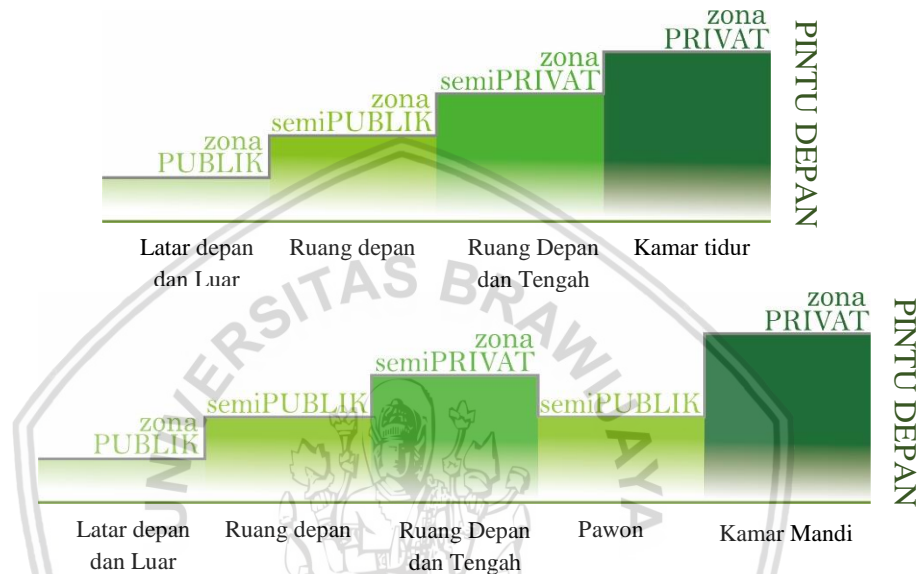 zona
PRIVAT
zona
semiPRIVAT
zona
semiPUBLIK
zona
PUBLIK
PINTU DEPAN
Latar depan
dan Luar
Ruang depan
Ruang Depan
dan Tengah
Kamar tidur
UNIVERSITAS BRAWIJAYA
zona
PRIVAT
zona
semiPRIVAT
semiPUBLIK
semiPUBLIK
zona
PUBLIK
PINTU DEPAN
Latar depan
dan Luar
Ruang depan
Ruang Depan
dan Tengah
Pawon
Kamar Mandi